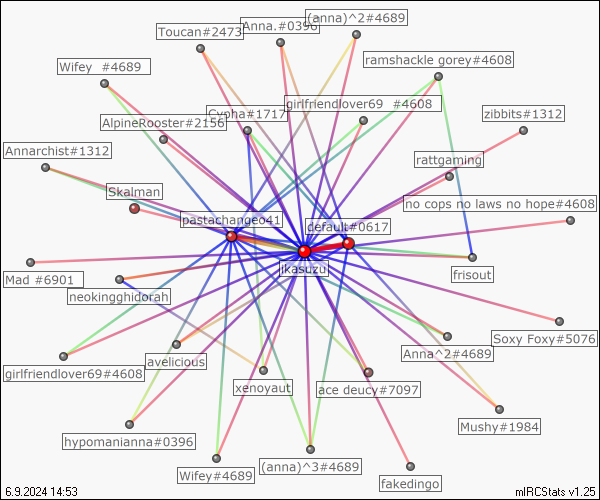 (anna)^2#4689
Anna.#0396
Toucan#2473
ramshackle gorey#4608
Wifey #4689
girlfriendlover69 #4608
Cypha#1717
zibbits#1312
AlpineRooster#2156
Annarchist#1312
rattgaming
Skalman
no cops no laws no hope#4608
pastachangeo41
default#0617
jkasuzu
Mad #6901
frisout
neokingghidorah
Soxy Foxy#5076
Anna^2#4689
avelicious
girlfriendlover69#4608
xenoyaut
ace deucy#7097
Mushy#1984
hypomanianna#0396
(anna)^3#4689
Wifey#4689
fakedingo
6.9.2024 14:53
mIRCStats v1.25